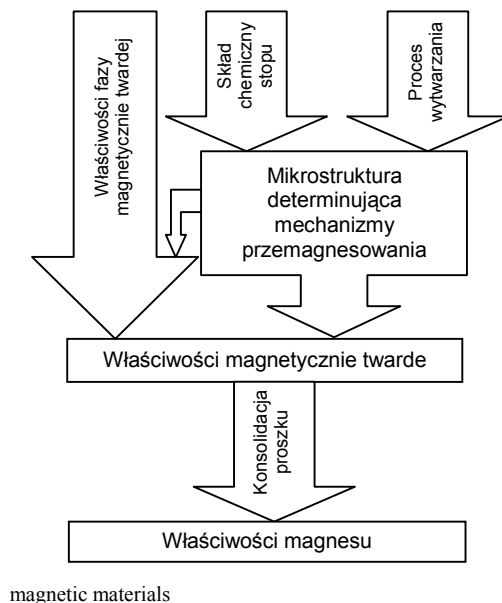 Właściwości fazy
magnetycznie twardej
Skład
chemiczny
stopu
Proces
wytwarzania
Mikrostruktura
determinująca
mechanizmy
przemagnesowania
Właściwości magnetycznie twarde
Konsolidacja
proszku
Właściwości magnesu
magnetic materials